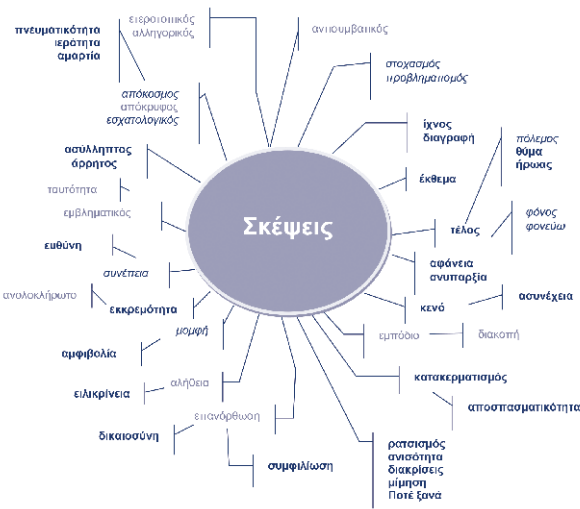 πνευματικότητα
ιερότητα
αμαρτία
ετεροτοπικός
αλληγορικός
αντισυμβατικός
στοχασμός
προβληματισμός
απόκοσμος
απόκρυφος
εσχατολογικός
ίχνος
διαγραφή
πόλεμος
θύμα
ήρωας
ασύλληπτος
άρρητος
έκθεμα
ταυτότητα
εμβληματικός
Σκέψεις
τέλος
φόνος
φονεύω
ευθύνη
συνέπεια
αφάνεια
ανυπαρξία
ανολοκλήρωτο
εκκρεμότητα
κενό
ασυνέχεια
μομφή
εμπόδιο
διακοπή
αμφιβολία
αλήθεια
ειλικρίνεια
κατακερματισμός
αποσπασματικότητα
επανόρθωση
δικαιοσύνη
συμφιλίωση
ρατσισμός
ανισότητα
διακρίσεις
μίμηση
Ποτέ ξανά